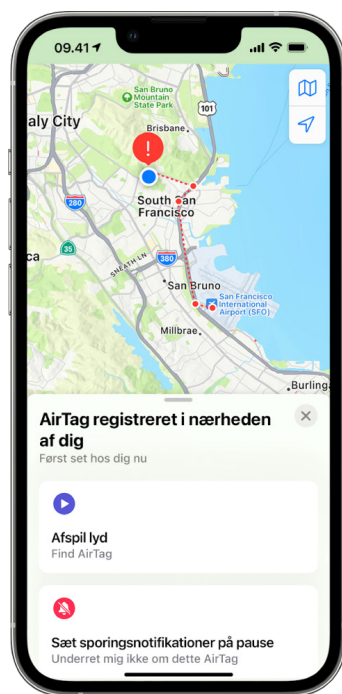 09.41
San Bruno
Mountain
State Park
101
aly City
Brisbane
280
South San
Francisco
35
380
ca
SNEATH LN
San Bruno
San Francisco
International
Airport (SFO)
Millbrae
Burling
AirTag registreret i nærheden
af dig
Først set hos dig nu
Afspil lyd
Find AirTag
Sæt sporingsnotifikationer på pause
Underret mig ikke om dette AirTag